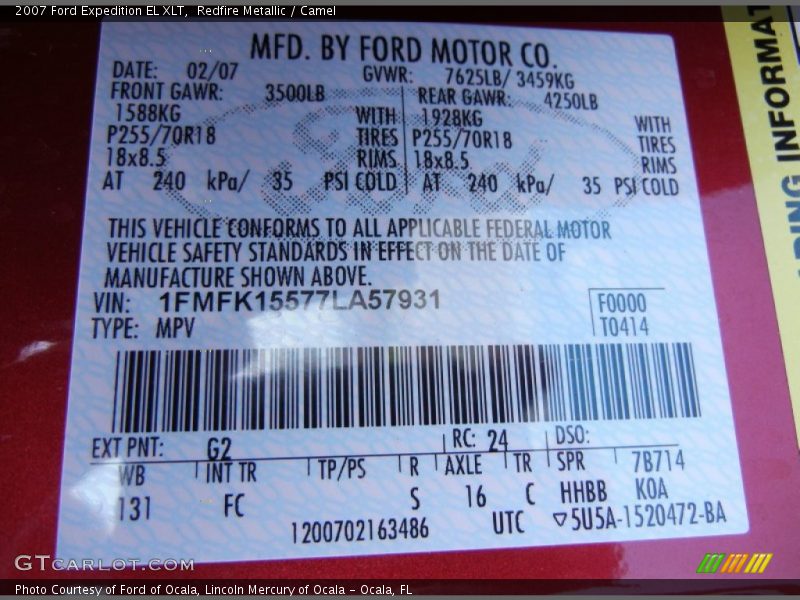 2007 Ford Expedition EL XLT, Redfire Metallic / Camel
MFD. BY FORD MOTOR CO.
DATE: 02/07 GVWR: 7625LB/ 3459KG
FRONT GAWR: 3500LB REAR GAWR: 4250LB
1588KG WITH 1928KG WITH
P255/70R18 TIRES P255/70R18 TIRES
18x8.5 RIMS 18x8.5 RIMS
AT 240 kPa/ 35 PSI COLD AT 240 kPa/ 35 PSI COLD
Ford
THIS VEHICLE CONFORMS TO ALL APPLICABLE FEDERAL MOTOR
VEHICLE SAFETY STANDARDS IN EFFECT ON THE DATE OF
MANUFACTURE SHOWN ABOVE.
VIN: 1FMFK15577LA57931 F0000
TYPE: MPV T0414
EXT PNT: G2 RC: 24 DSO:
WB INT TR TP/PS R AXLE TR SPR 7B714
131 FC S 16 C HHBB KOA
1200702163486 UTC ▽5U5A-1520472-BA
INFORMAT
GTcarlot.com
Photo Courtesy of Ford of Ocala, Lincoln Mercury of Ocala – Ocala, FL